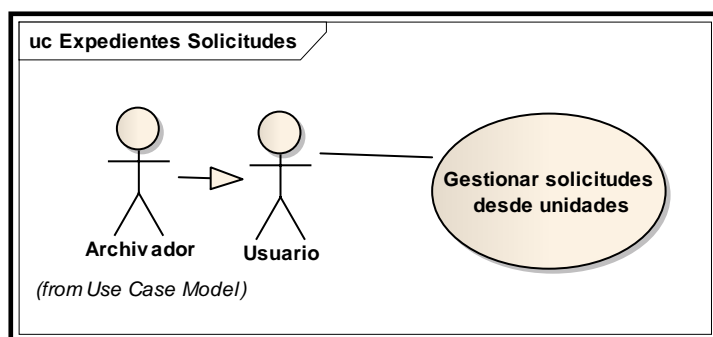 uc Expedientes Solicitudes
Gestionar solicitudes
desde unidades
Archivador
Usuario
(from Use Case Model)